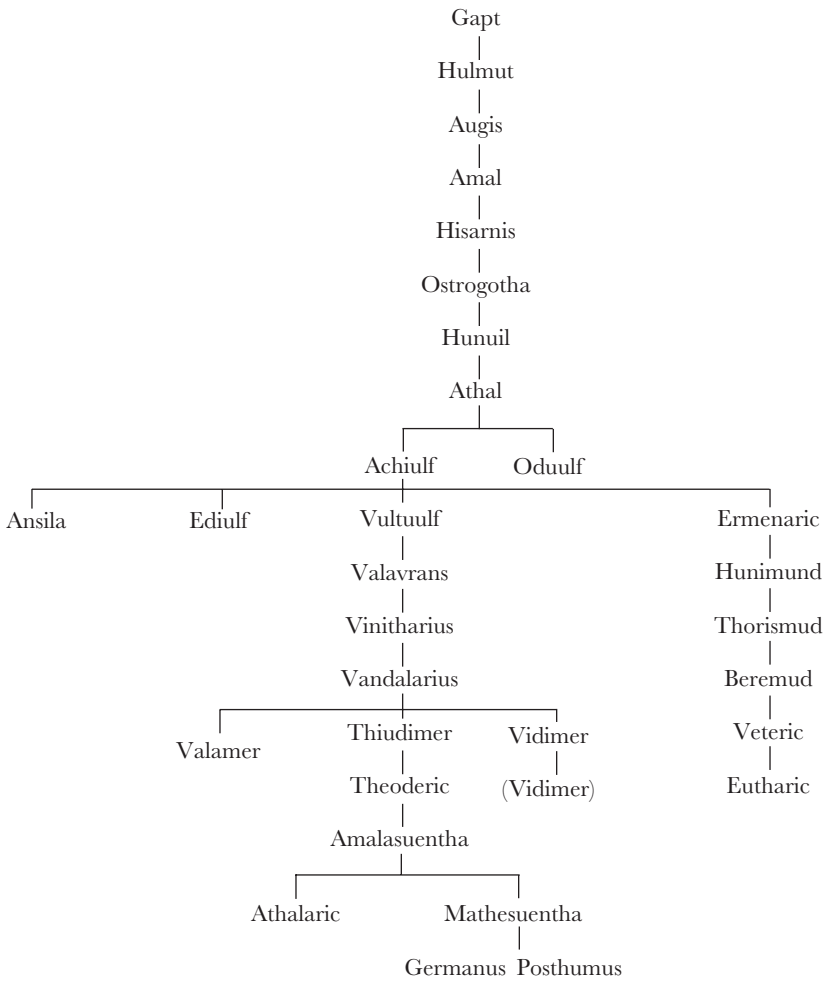 Gapt
Hulmut
Augis
Amal
Hisarnis
Ostrogotha
Hunuil
Athal
Achiulf Oduulf
Ansila Ediulf Vultuulf Ermenaric
Valavrans Hunimund
Vinitharius Thorismud
Vandalarius Beremud
Valamer Thiudimer Vidimer Veteric
Theoderic (Vidimer) Eutharic
Amalasuentha
Athalaric Mathesuentha
Germanus Posthumus